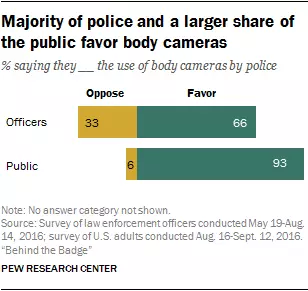 Majority of police and a larger share of
the public favor body cameras
% saying they __ the use of body cameras by police
Oppose Favor
Officers 33 66
Public 6 93
Note: No answer category not shown.
Source: Survey of law enforcement officers conducted May 19-Aug.
14, 2016; survey of U.S. adults conducted Aug. 16-Sept. 12, 2016.
“Behind the Badge”
PEW RESEARCH CENTER